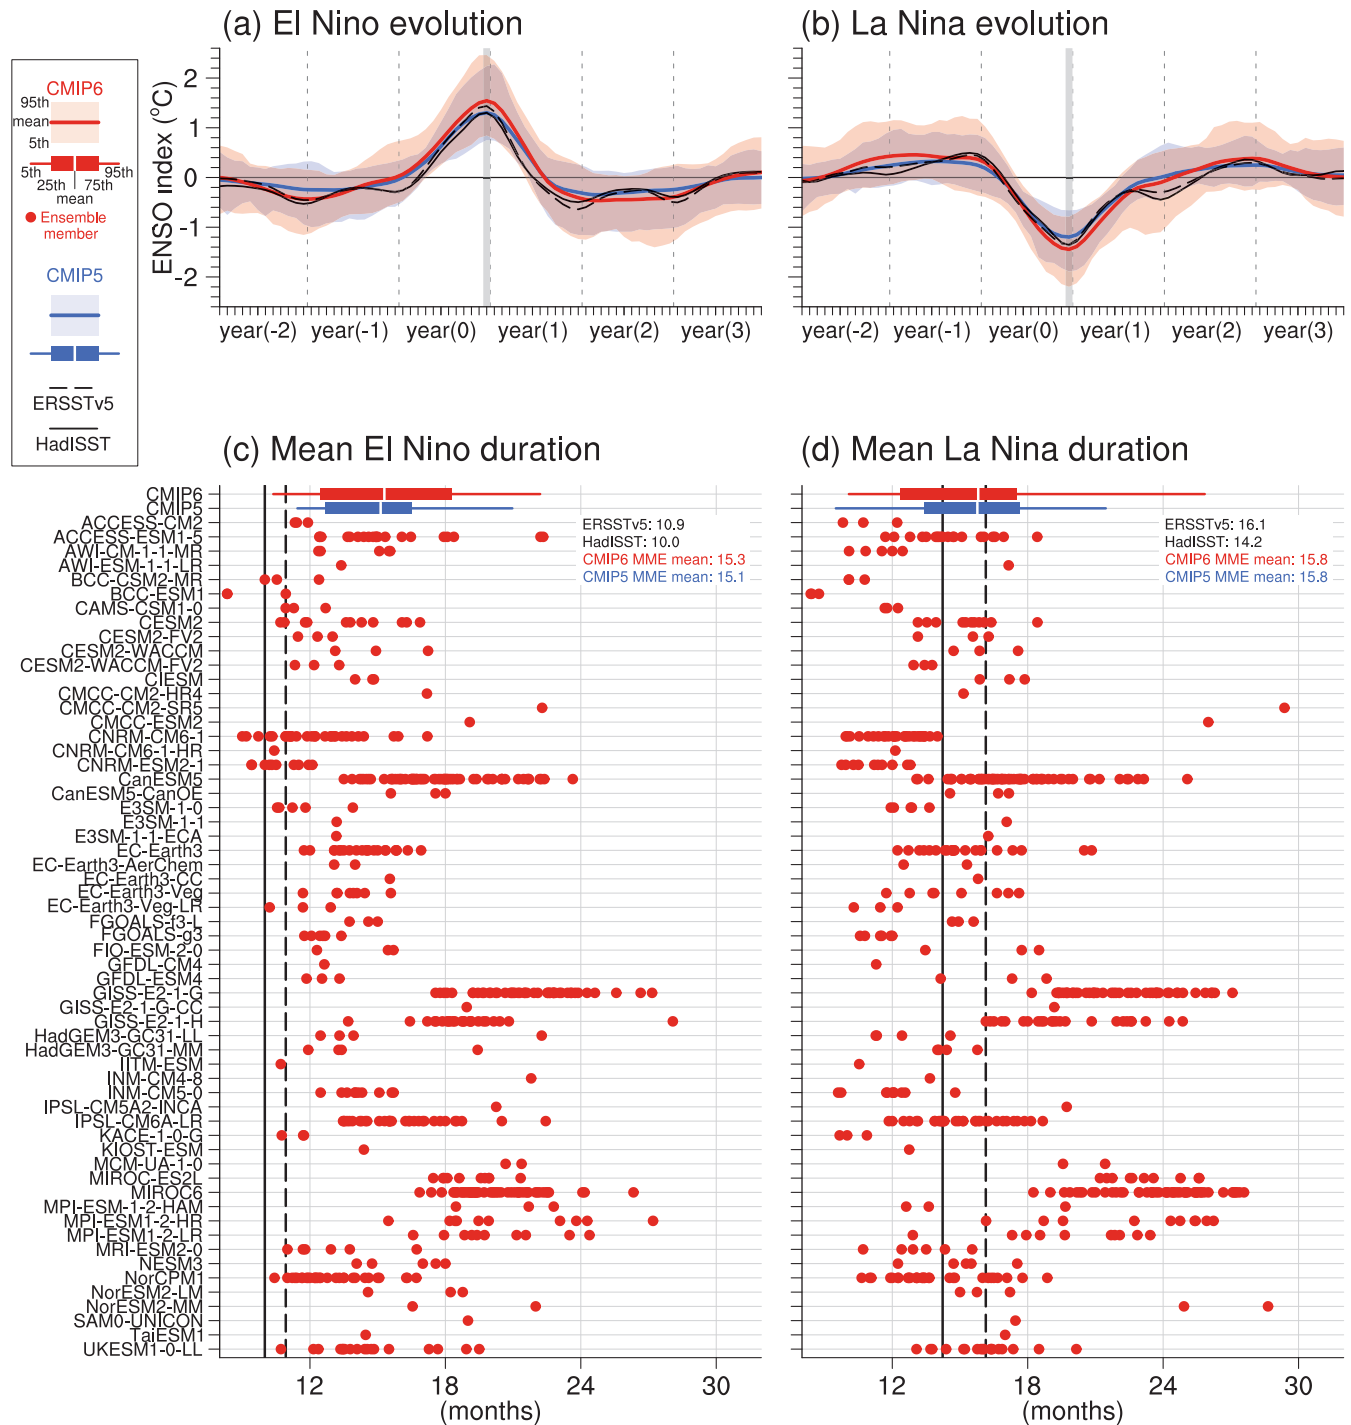 (a) El Nino evolution
(b) La Nina evolution
CMIP6
95th
mean
5th
5th
95th
25th
75th
mean
Ensemble
member
CMIP5
ERSSTv5
HadISST
ENSO index (°C)
2
1
0
-1
-2
year(-2) year(-1) year(0) year(1) year(2) year(3)
year(-2) year(-1) year(0) year(1) year(2) year(3)
(c) Mean El Nino duration
(d) Mean La Nina duration
ERSSTv5: 10.9
HadISST: 10.0
CMIP6 MME mean: 15.3
CMIP5 MME mean: 15.1
ERSSTv5: 16.1
HadISST: 14.2
CMIP6 MME mean: 15.8
CMIP5 MME mean: 15.8
CMIP6
CMIP5
ACCESS-CM2
ACCESS-ESM1-5
AWI-CM-1-1-MR
AWI-ESM-1-1-LR
BCC-CSM2-MR
BCC-ESM1
CAMS-CSM1-0
CESM2
CESM2-FV2
CESM2-WACCM
CESM2-WACCM-FV2
CIESM
CMCC-CM2-HR4
CMCC-CM2-SR5
CMCC-ESM2
CNRM-CM6-1
CNRM-CM6-1-HR
CNRM-ESM2-1
CanESM5
CanESM5-CanOE
E3SM-1-0
E3SM-1-1
E3SM-1-1-ECA
EC-Earth3
EC-Earth3-AerChem
EC-Earth3-CC
EC-Earth3-Veg
EC-Earth3-Veg-LR
FGOALS-f3-L
FGOALS-g3
FIO-ESM-2-0
GFDL-CM4
GFDL-ESM4
GISS-E2-1-G
GISS-E2-1-G-CC
GISS-E2-1-H
HadGEM3-GC31-LL
HadGEM3-GC31-MM
IITM-ESM
INM-CM4-8
INM-CM5-0
IPSL-CM5A2-INCA
IPSL-CM6A-LR
KACE-1-0-G
KIOST-ESM
MCM-UA-1-0
MIROC-ES2L
MIROC6
MPI-ESM-1-2-HAM
MPI-ESM1-2-HR
MPI-ESM1-2-LR
MRI-ESM2-0
NESM3
NorCPM1
NorESM2-LM
NorESM2-MM
SAM0-UNICON
TaiESM1
UKESM1-0-LL
12 18 24 30
(months)
12 18 24 30
(months)